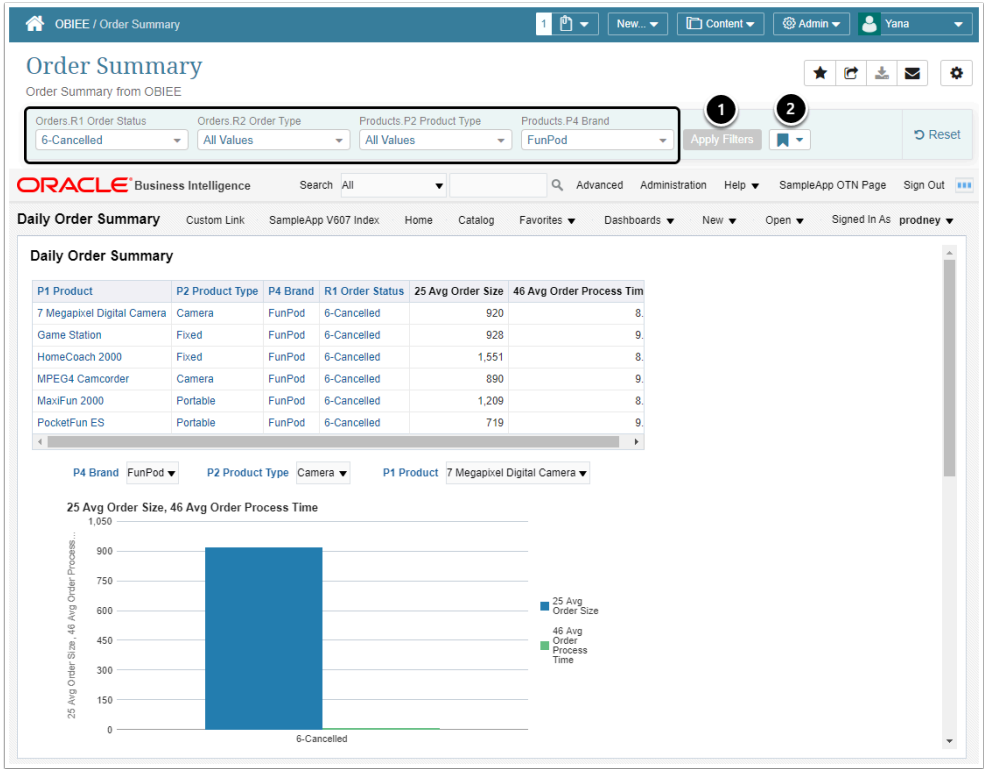 OBIEE / Order Summary 1 New... Content Admin Yana
Order Summary
Order Summary from OBIEE
1 2
Orders.R1 Order Status Orders.R2 Order Type Products.P2 Product Type Products.P4 Brand
6-Cancelled All Values All Values FunPod Apply Filters Reset
ORACLE Business Intelligence Search All Advanced Administration Help SampleApp OTN Page Sign Out
Daily Order Summary Custom Link SampleApp V607 Index Home Catalog Favorites Dashboards New Open Signed In As prodney
Daily Order Summary
P1 Product P2 Product Type P4 Brand R1 Order Status 25 Avg Order Size 46 Avg Order Process Tim
7 Megapixel Digital Camera Camera FunPod 6-Cancelled 920 8.
Game Station Fixed FunPod 6-Cancelled 928 9.
HomeCoach 2000 Fixed FunPod 6-Cancelled 1,551 8.
MPEG4 Camcorder Camera FunPod 6-Cancelled 890 9.
MaxiFun 2000 Portable FunPod 6-Cancelled 1,209 8.
PocketFun ES Portable FunPod 6-Cancelled 719 9.
P4 Brand FunPod P2 Product Type Camera P1 Product 7 Megapixel Digital Camera
25 Avg Order Size, 46 Avg Order Process Time
25 Avg Order Size, 46 Avg Order Process...
1,050
900
750
600
450
300
150
0
6-Cancelled
25 Avg
Order Size
46 Avg
Order
Process
Time